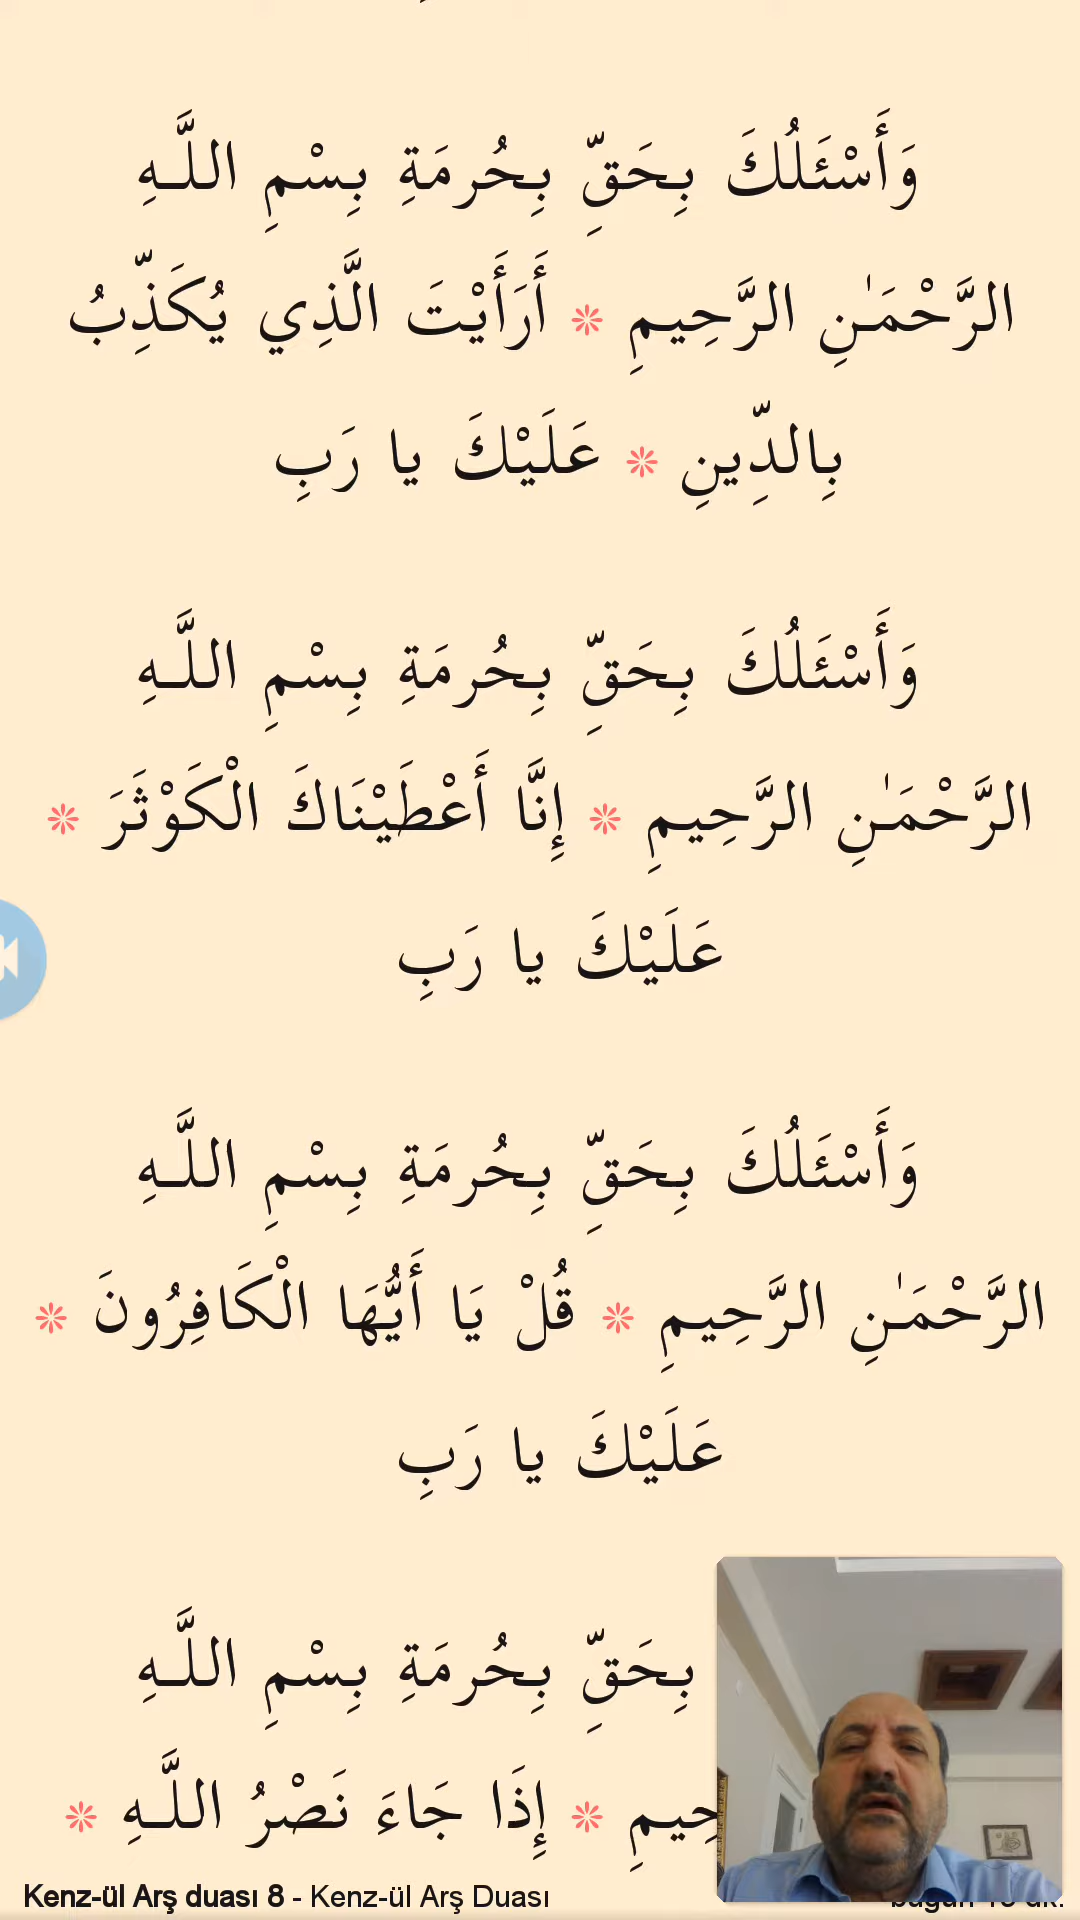 وَأَسْئَلُكَ بِحَقِّ بِحُرمَةِ بِسْمِ اللَّـهِ
الرَّحْمَـٰنِ الرَّحِيمِ ❊ أَرَأَيْتَ الَّذِي يُكَذِّبُ
بِالدِّينِ ❊ عَلَيْكَ يا رَبِ
وَأَسْئَلُكَ بِحَقِّ بِحُرمَةِ بِسْمِ اللَّـهِ
الرَّحْمَـٰنِ الرَّحِيمِ ❊ إِنَّا أَعْطَيْنَاكَ الْكَوْثَرَ ❊
عَلَيْكَ يا رَبِ
وَأَسْئَلُكَ بِحَقِّ بِحُرمَةِ بِسْمِ اللَّـهِ
الرَّحْمَـٰنِ الرَّحِيمِ ❊ قُلْ يَا أَيُّهَا الْكَافِرُونَ ❊
عَلَيْكَ يا رَبِ
بِحَقِّ بِحُرمَةِ بِسْمِ اللَّـهِ
حِيمِ ❊ إِذَا جَاءَ نَصْرُ اللَّـهِ ❊
Kenz-ül Arş duası 8 - Kenz-ül Arş Duası